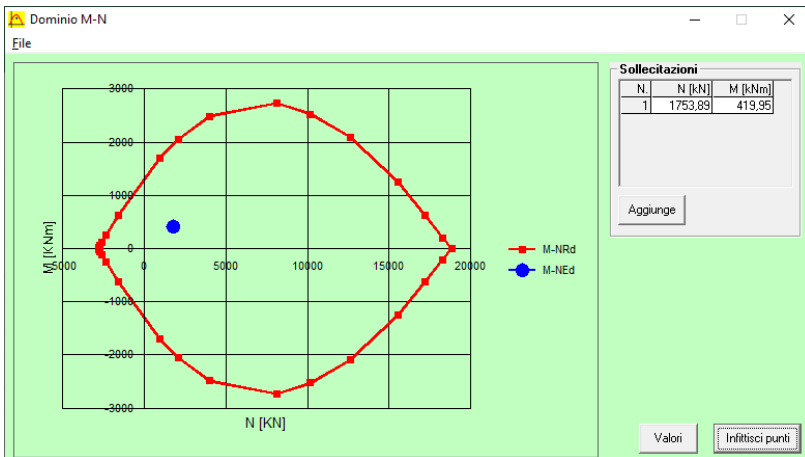 Dominio M-N
File
3000
2000
1000
0
-1000
-2000
-3000
M [KNm]
-5000 0 5000 10000 15000 20000
N [KN]
M-NRd
M-NEd
Sollecitazioni
N. N [kN] M [kNm]
1 1753,89 419,95
Aggiunge
Valori
Infittisci punti